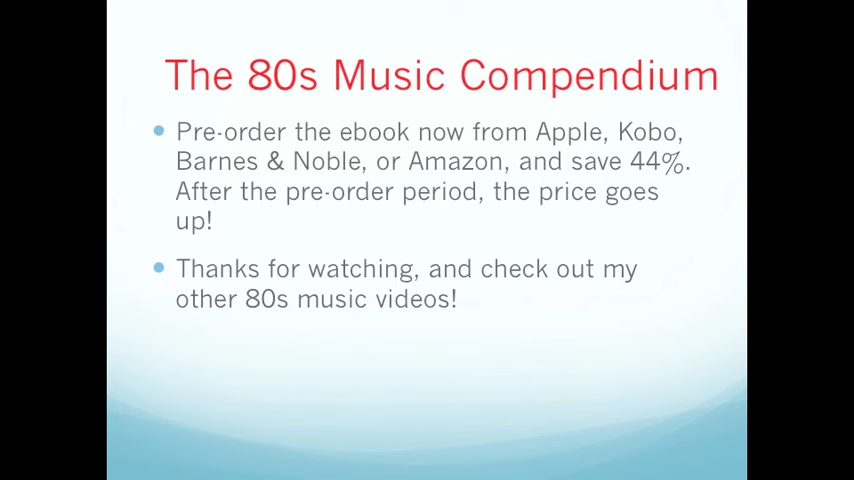 The 80s Music Compendium
• Pre-order the ebook now from Apple, Kobo,
Barnes & Noble, or Amazon, and save 44%.
After the pre-order period, the price goes
up!
• Thanks for watching, and check out my
other 80s music videos!